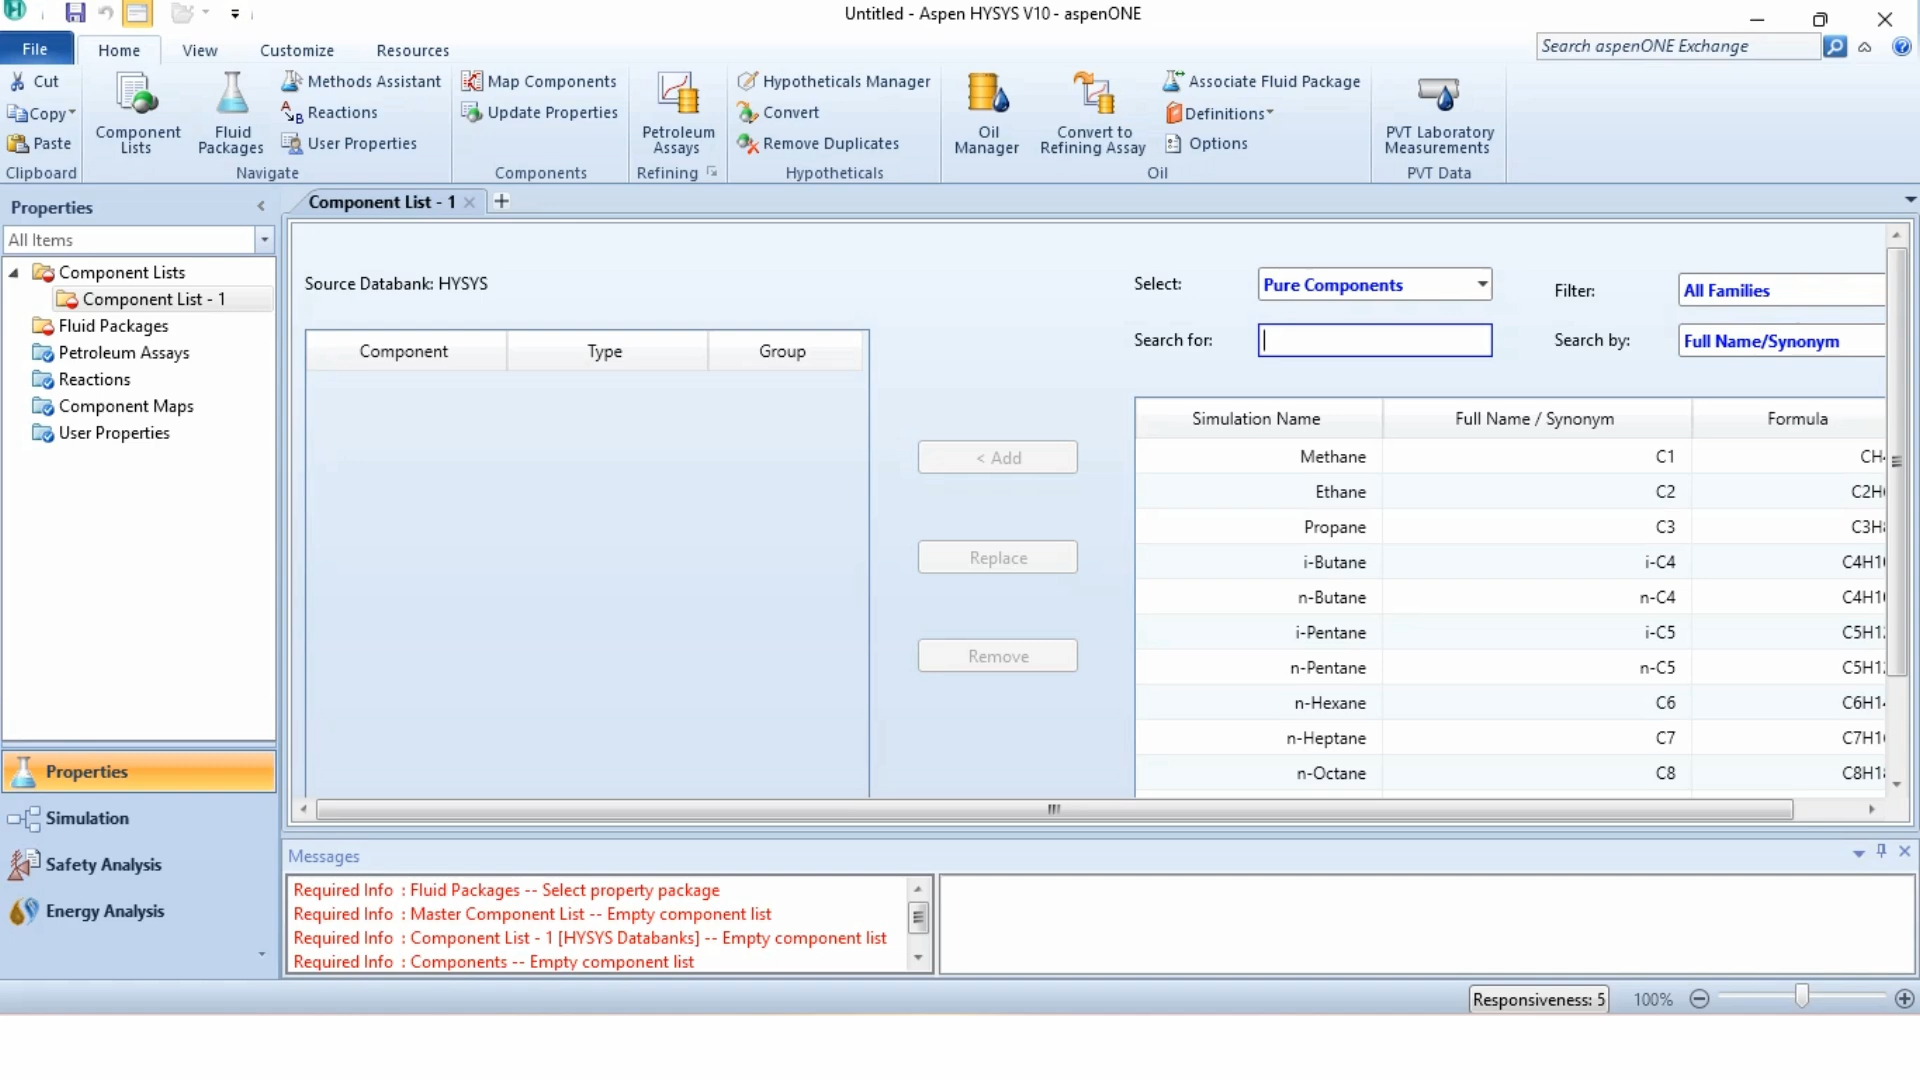 Untitled - Aspen HYSYS V10 - aspenONE
File Home View Customize Resources
Search aspenONE Exchange
Cut
Copy
Paste
Clipboard
Component Lists
Fluid Packages
Methods Assistant
Reactions
User Properties
Navigate
Map Components
Update Properties
Components
Petroleum Assays
Refining
Hypotheticals Manager
Convert
Remove Duplicates
Hypotheticals
Oil Manager
Convert to Refining Assay
Associate Fluid Package
Definitions
Options
Oil
PVT Laboratory Measurements
PVT Data
Properties
All Items
Component Lists
Component List - 1
Fluid Packages
Petroleum Assays
Reactions
Component Maps
User Properties
Properties
Simulation
Safety Analysis
Energy Analysis
Component List - 1
Source Databank: HYSYS
Component Type Group
< Add
Replace
Remove
Select: Pure Components
Filter: All Families
Search for:
Search by: Full Name/Synonym
Simulation Name Full Name / Synonym Formula
Methane C1
Ethane C2
Propane C3
i-Butane i-C4
n-Butane n-C4
i-Pentane i-C5
n-Pentane n-C5
n-Hexane C6
n-Heptane C7
n-Octane C8
Messages
Required Info : Fluid Packages -- Select property package
Required Info : Master Component List -- Empty component list
Required Info : Component List - 1 [HYSYS Databanks] -- Empty component list
Required Info : Components -- Empty component list
Responsiveness: 5 100%